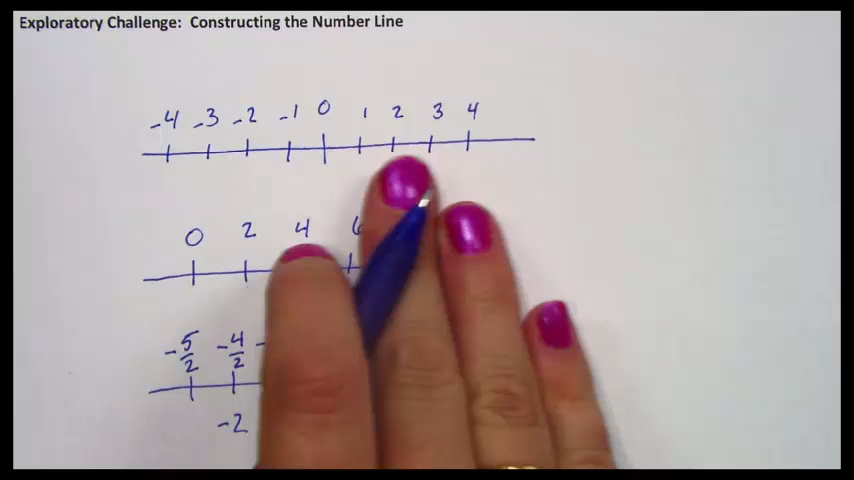 Exploratory Challenge: Constructing the Number Line
-4 -3 -2 -1 0 1 2 3 4
0 2 4 6
-5/2 -4/2 -
-2